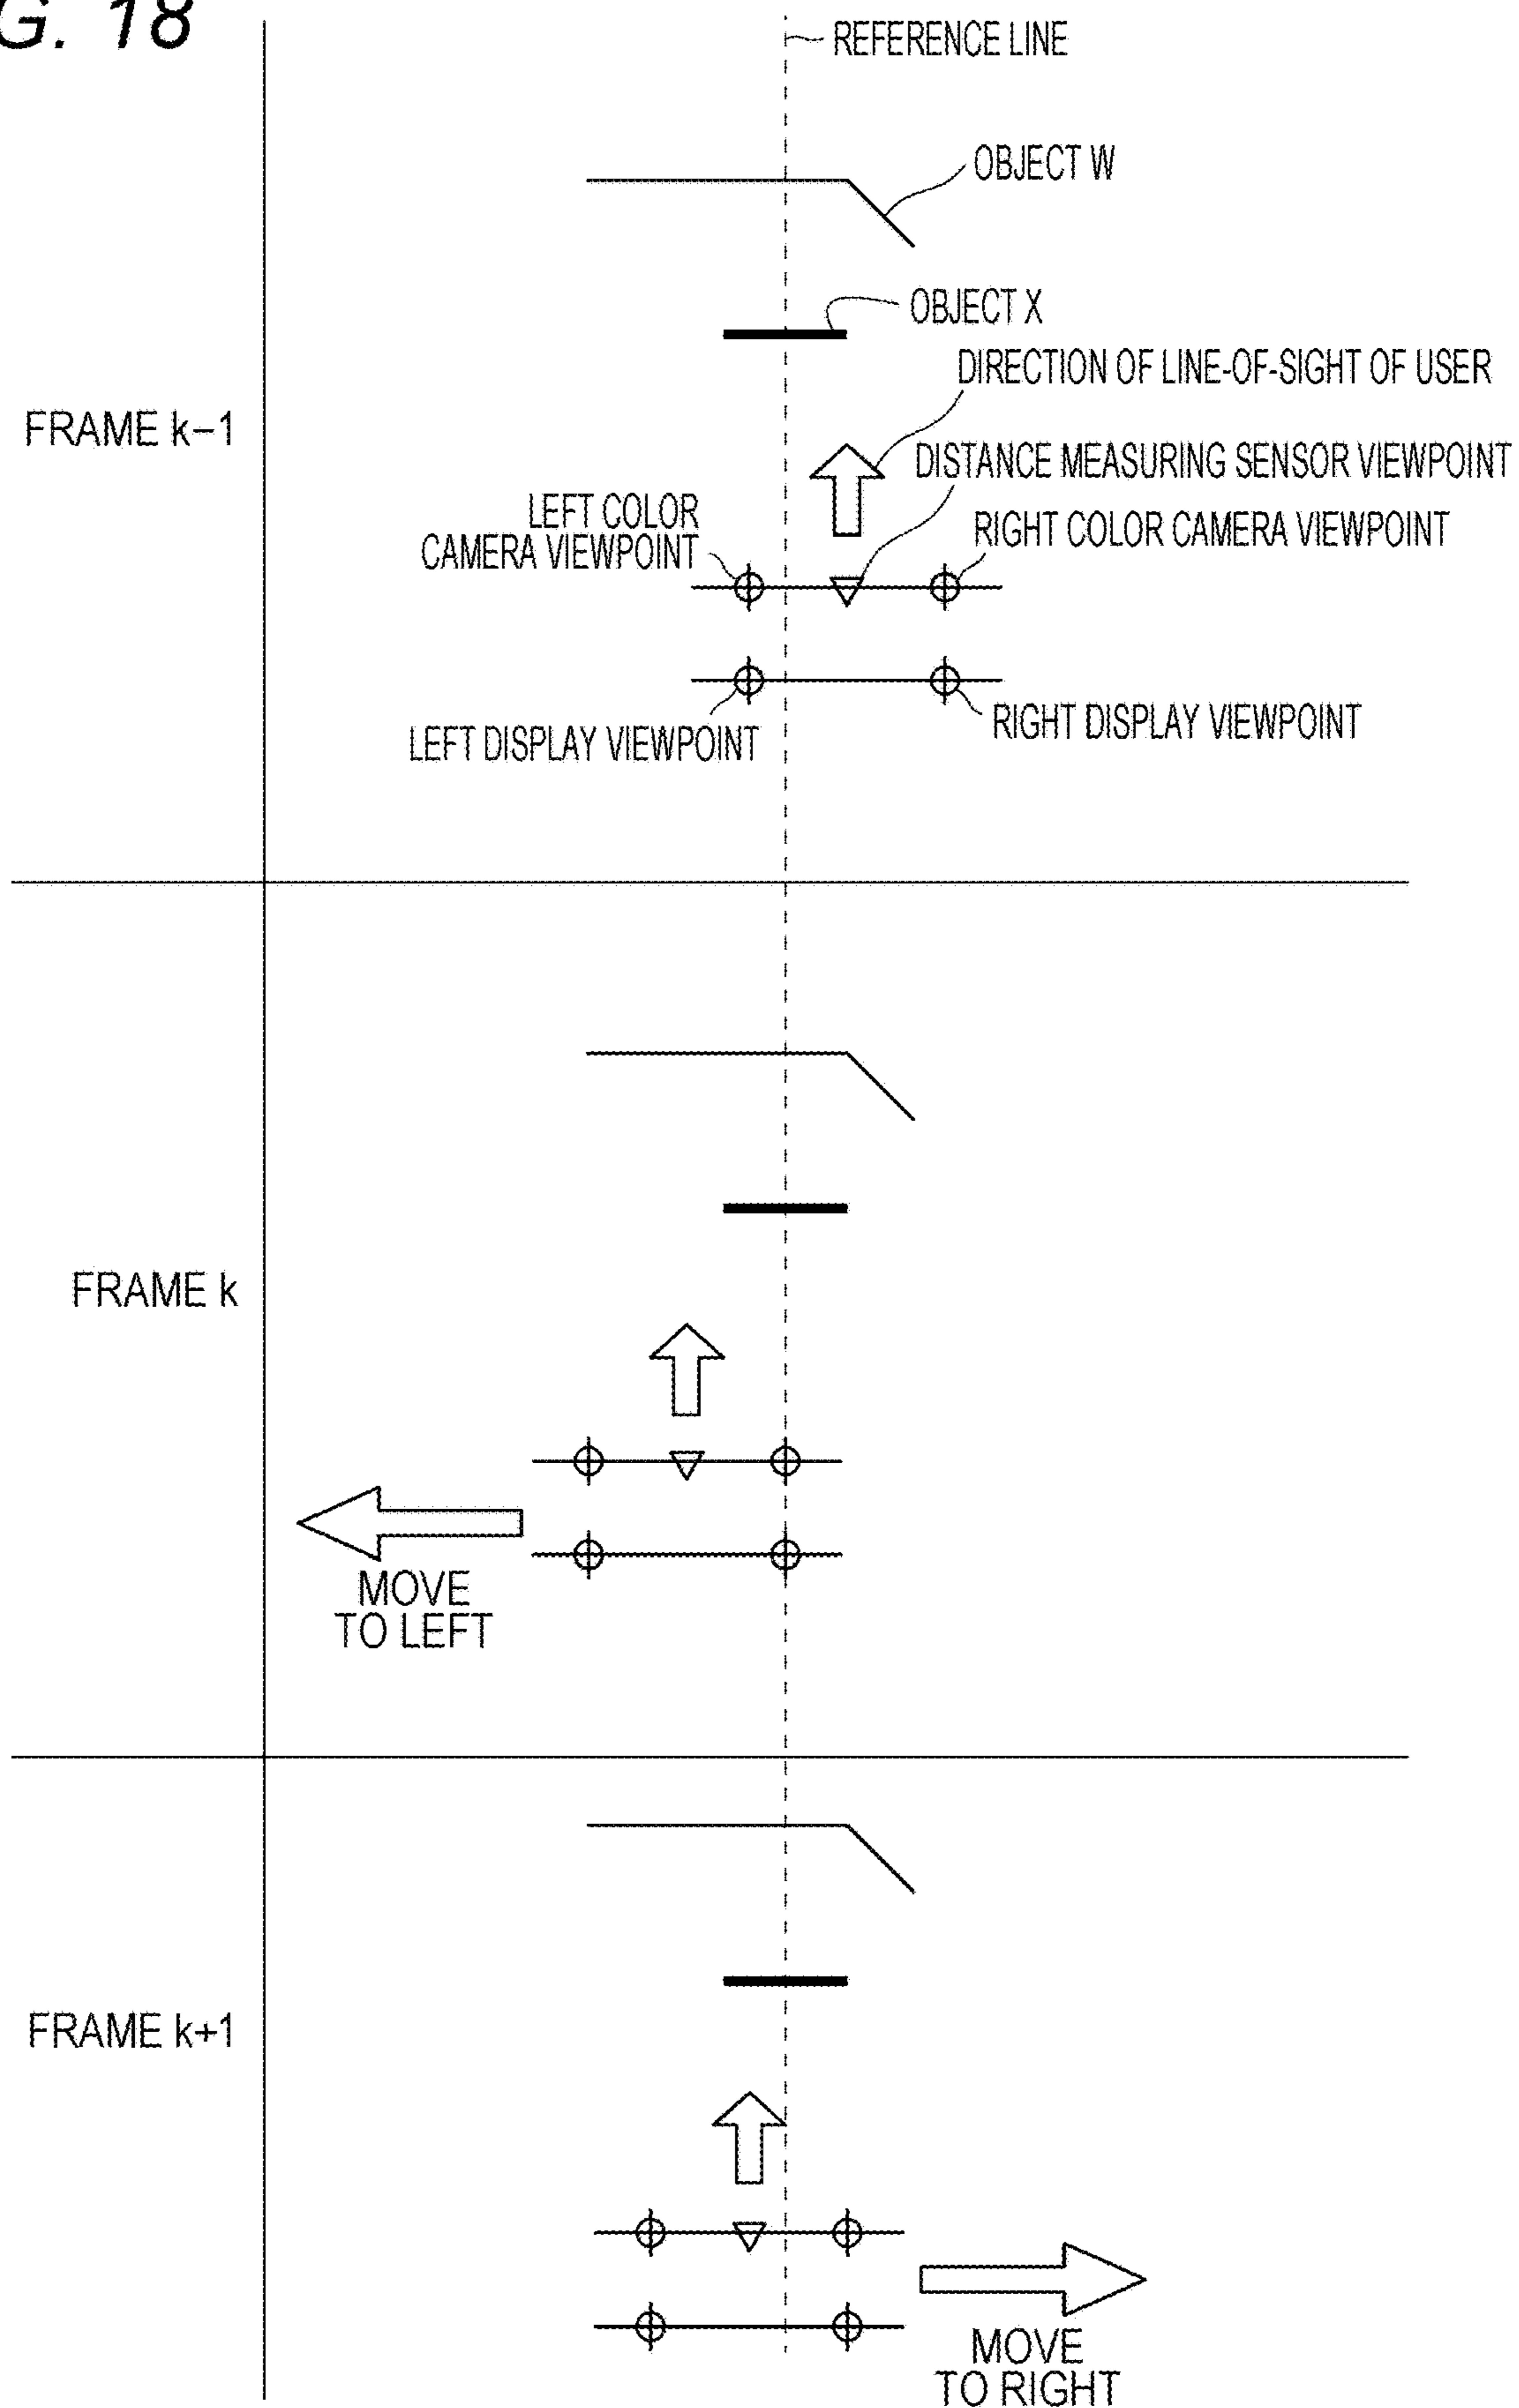 G. 18
REFERENCE LINE
OBJECT W
OBJECT X
DIRECTION OF LINE-OF-SIGHT OF USER
FRAME k−1
DISTANCE MEASURING SENSOR VIEWPOINT
LEFT COLOR
CAMERA VIEWPOINT
RIGHT COLOR CAMERA VIEWPOINT
LEFT DISPLAY VIEWPOINT
RIGHT DISPLAY VIEWPOINT
FRAME k
MOVE
TO LEFT
FRAME k+1
MOVE
TO RIGHT